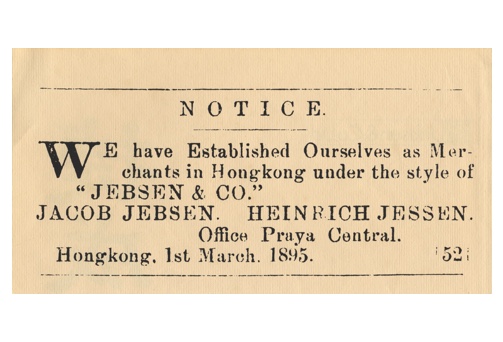 NOTICE.
WE have Established Ourselves as Mer-
chants in Hongkong under the style of
"JEBSEN & CO."
JACOB JEBSEN. HEINRICH JESSEN.
Office Praya Central.
Hongkong, 1st March, 1895. [52]